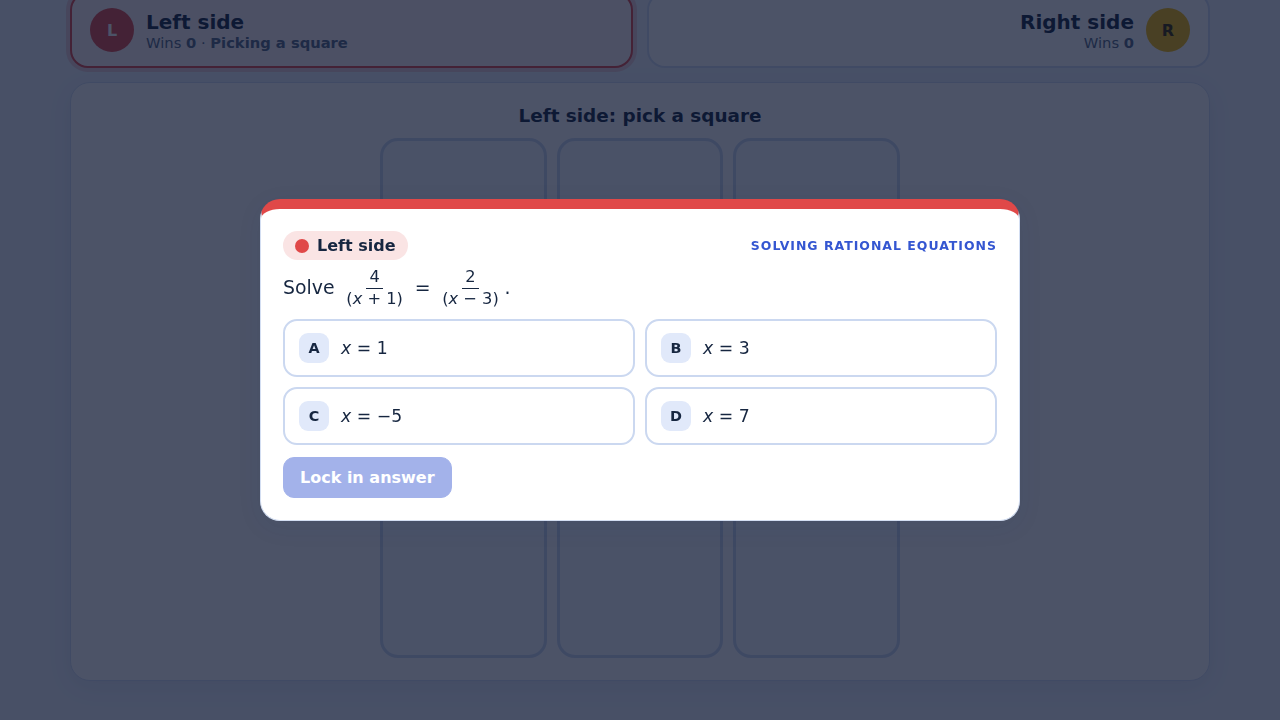 L
Left side
Wins 0 · Picking a square
Right side
Wins 0
R
Left side: pick a square
Left side
SOLVING RATIONAL EQUATIONS
Solve 4/(x + 1) = 2/(x − 3).
A x = 1
B x = 3
C x = −5
D x = 7
Lock in answer